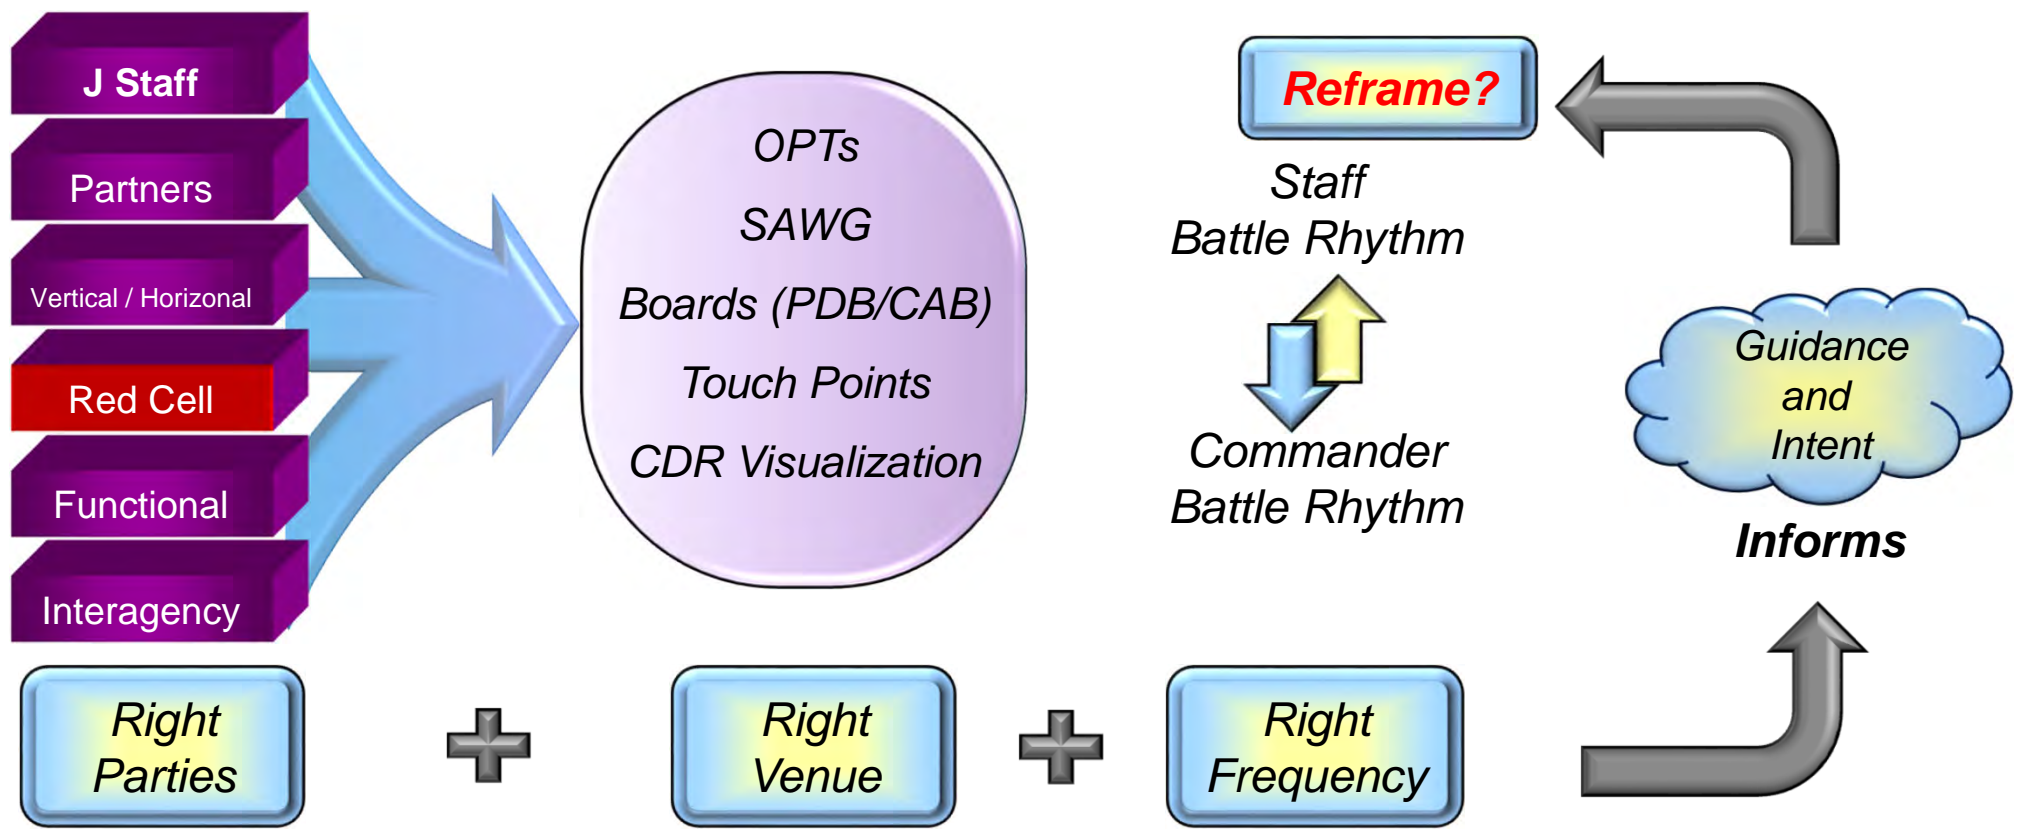 J Staff
Partners
Vertical / Horizonal
Red Cell
Functional
Interagency
OPTs
SAWG
Boards (PDB/CAB)
Touch Points
CDR Visualization
Reframe?
Staff
Battle Rhythm
Commander
Battle Rhythm
Guidance
and
Intent
Informs
Right
Parties
Right
Venue
Right
Frequency